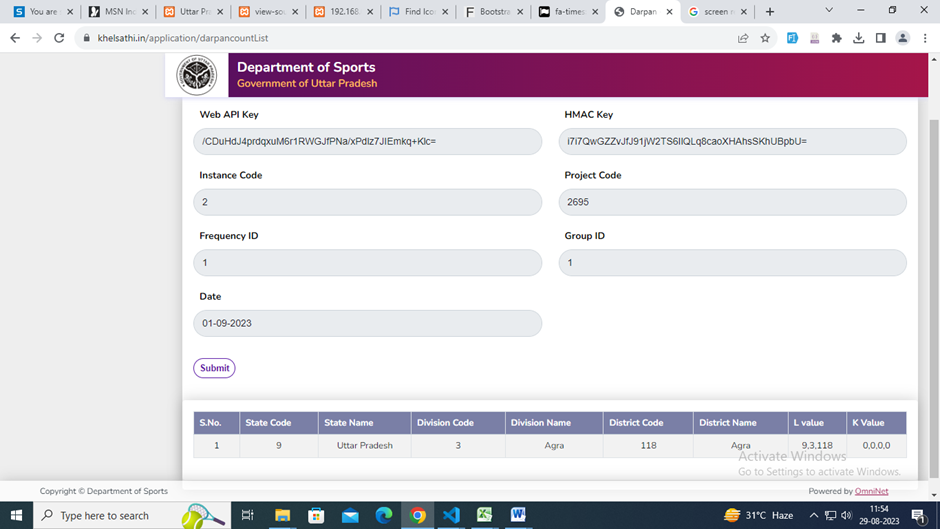 You are
MSN In
Uttar Pr
view-sou
192.168.
Find Ico
Bootstra
fa-times
Darpan
screen r
khelsathi.in/application/darpancountList
Department of Sports
Government of Uttar Pradesh
Web API Key HMAC Key
/CDuHdJ4prdqxuM6r1RWGJfPNa/xPdlz7JIEmkq+Klc= i7i7QwGZZvJfJ91jW2TS6IIQLq8caoXHAhsSKhUBpbU=
Instance Code Project Code
2 2695
Frequency ID Group ID
1 1
Date
01-09-2023
Submit
S.No. State Code State Name Division Code Division Name District Code District Name L value K Value
1 9 Uttar Pradesh 3 Agra 118 Agra 9,3,118 0,0,0,0
Activate Windows
Go to Settings to activate Windows.
Copyright © Department of Sports Powered by OmniNet
Type here to search
31°C Haze
11:54
29-08-2023
1